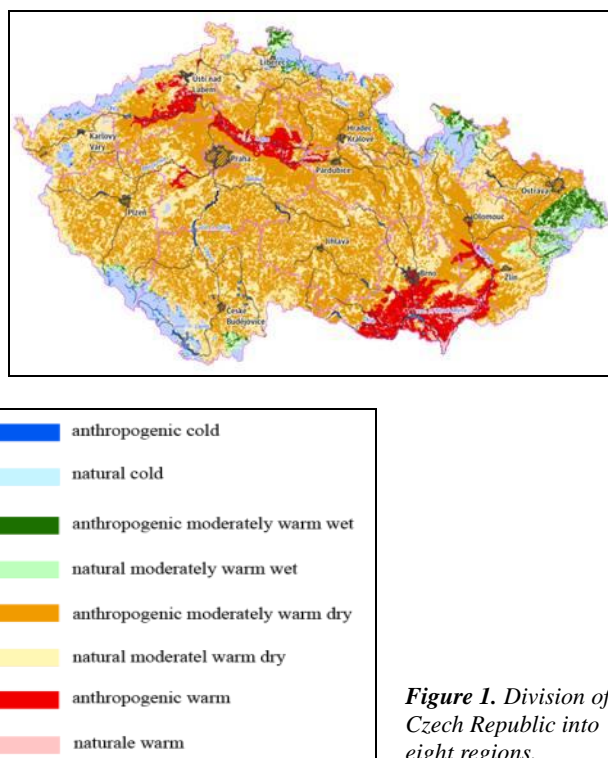 Liberec
Ústí nad
Labem
Karlovy
Vary
Hradec
Králové
Praha
Pardubice
Ostrava
Plzeň
Olomouc
Jihlava
Zlín
Brno
České
Budějovice
anthropogenic cold
natural cold
anthropogenic moderately warm wet
natural moderately warm wet
anthropogenic moderately warm dry
natural moderatel warm dry
anthropogenic warm
naturale warm
Figure 1. Division of
Czech Republic into
eight regions.